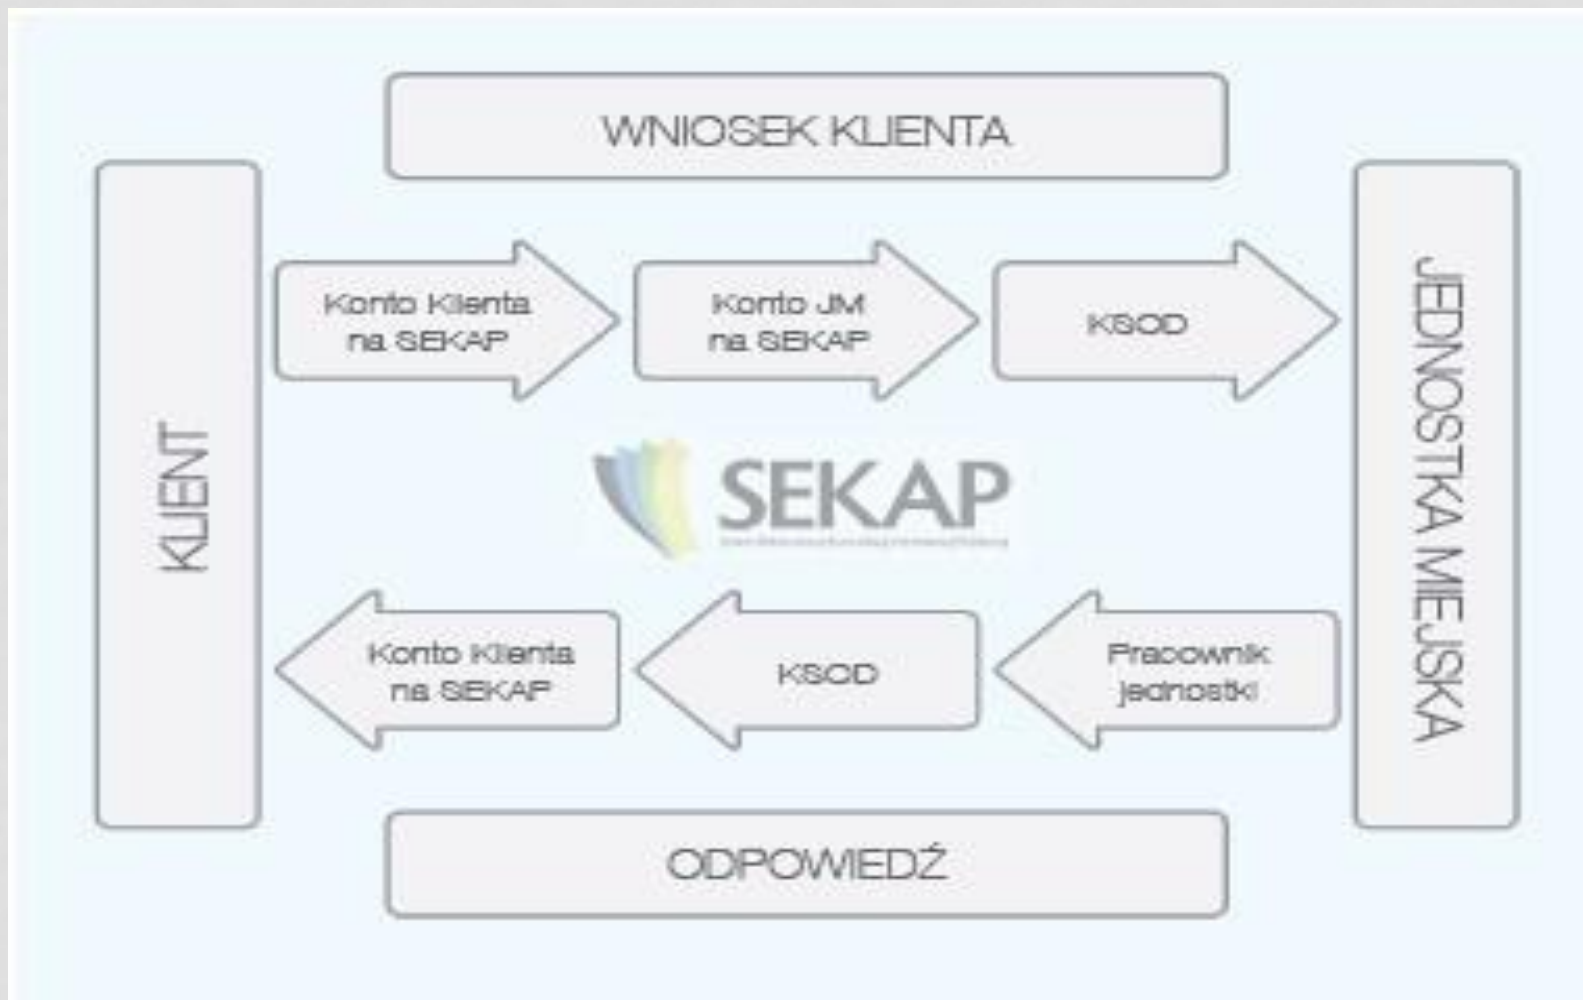 WNIOSEK KLIENTA
KLIENT
Konto Klienta
na SEKAP
Konto JM
na SEKAP
KSOD
JEDNOSTKA MIEJSKA
SEKAP
Konto Klienta
na SEKAP
KSOD
Pracownik
jednostki
ODPOWIEDŹ